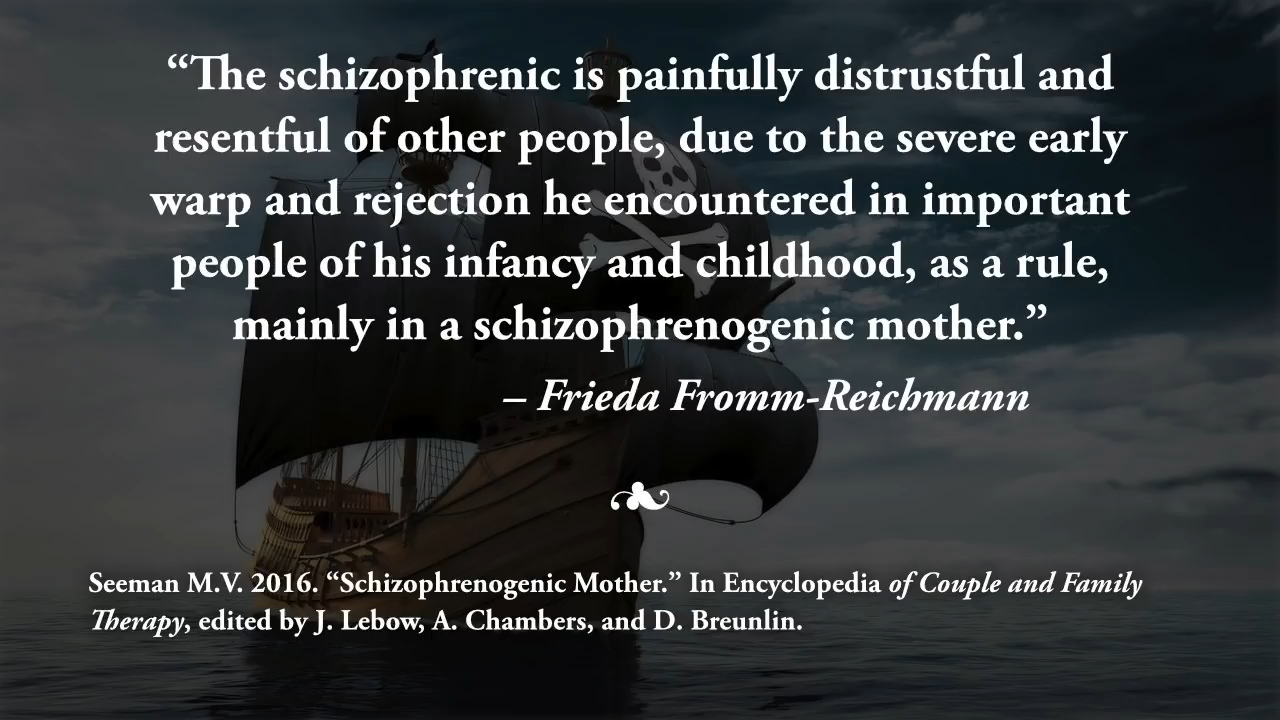 “The schizophrenic is painfully distrustful and
resentful of other people, due to the severe early
warp and rejection he encountered in important
people of his infancy and childhood, as a rule,
mainly in a schizophrenogenic mother.”
– Frieda Fromm-Reichmann
Seeman M.V. 2016. “Schizophrenogenic Mother.” In Encyclopedia of Couple and Family
Therapy, edited by J. Lebow, A. Chambers, and D. Breunlin.